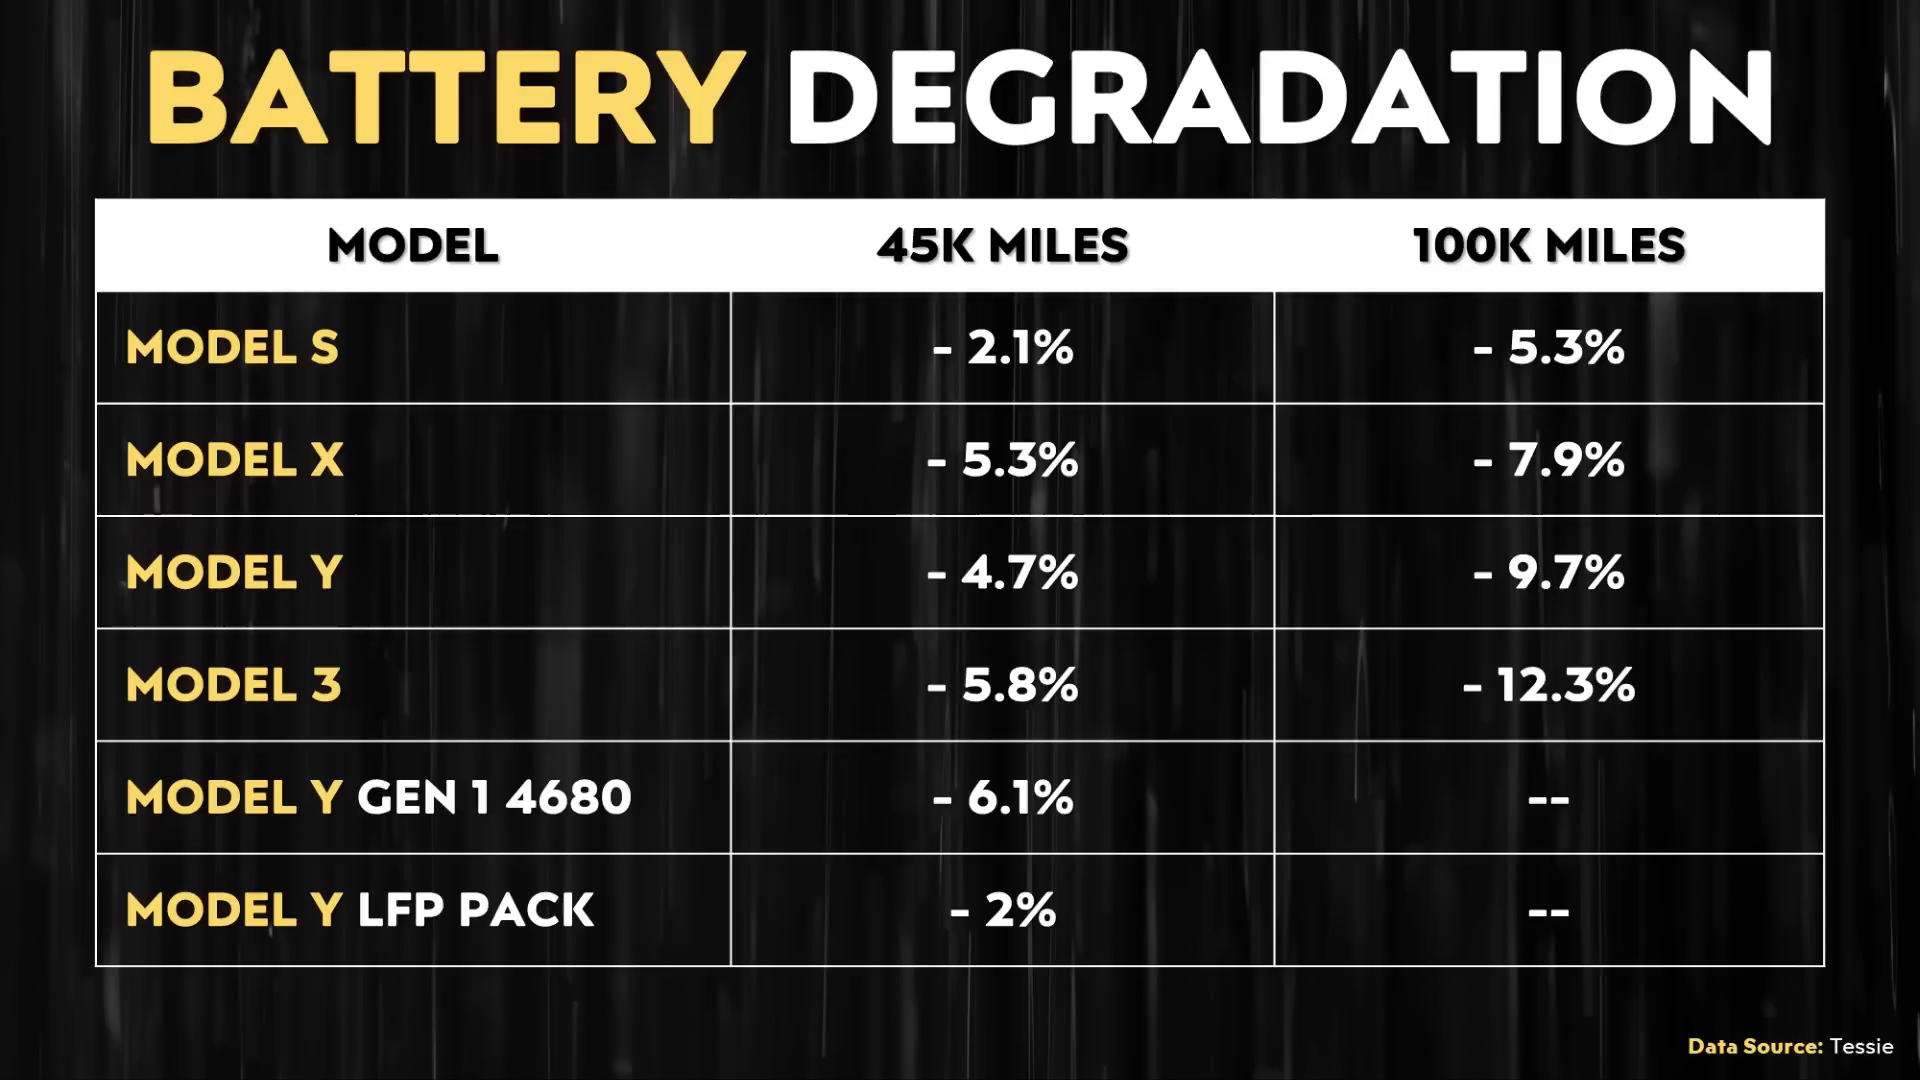 BATTERY DEGRADATION
MODEL 45K MILES 100K MILES
MODEL S - 2.1% - 5.3%
MODEL X - 5.3% - 7.9%
MODEL Y - 4.7% - 9.7%
MODEL 3 - 5.8% - 12.3%
MODEL Y GEN 1 4680 - 6.1% --
MODEL Y LFP PACK - 2% --
Data Source: Tessie